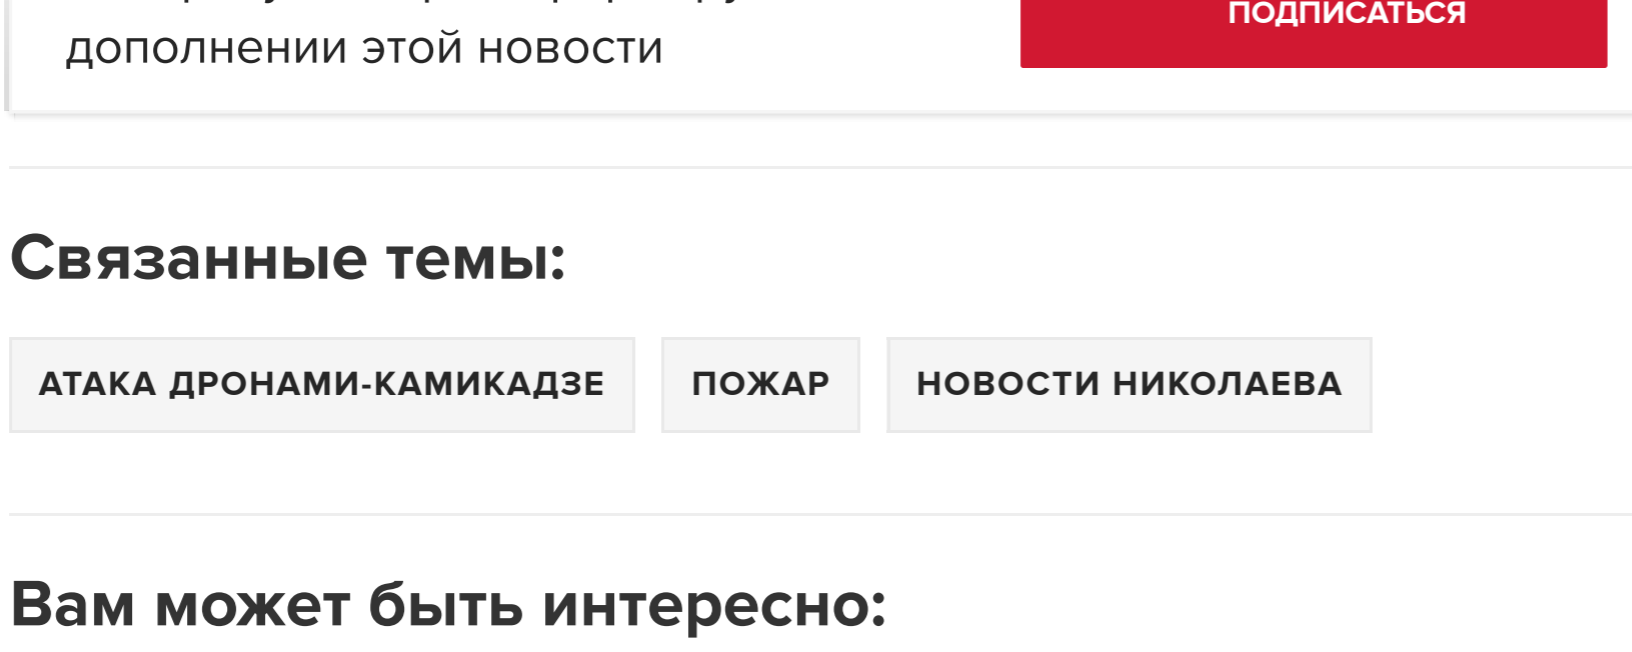 ПОДПИСАТЬСЯ
дополнении этой новости
Связанные темы:
АТАКА ДРОНАМИ-КАМИКАДЗЕ
ПОЖАР
НОВОСТИ НИКОЛАЕВА
Вам может быть интересно: